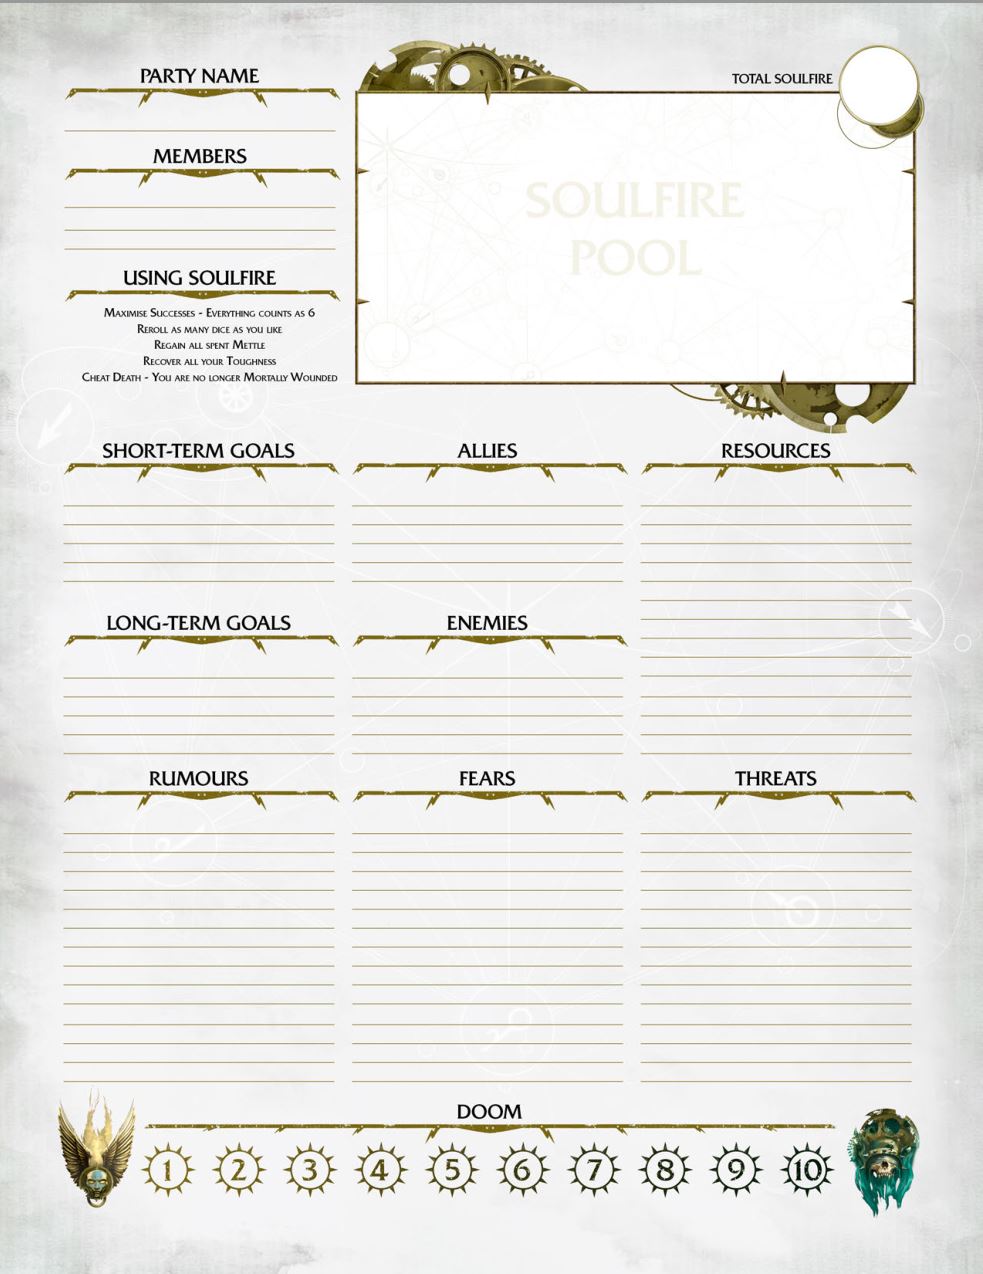 PARTY NAME
TOTAL SOULFIRE
MEMBERS
SOULFIRE
POOL
USING SOULFIRE
Maximise Successes - Everything counts as 6
Reroll as many dice as you like
Regain all spent Mettle
Recover all your Toughness
Cheat Death - You are no longer Mortally Wounded
SHORT-TERM GOALS
ALLIES
RESOURCES
LONG-TERM GOALS
ENEMIES
RUMOURS
FEARS
THREATS
DOOM
1 2 3 4 5 6 7 8 9 10